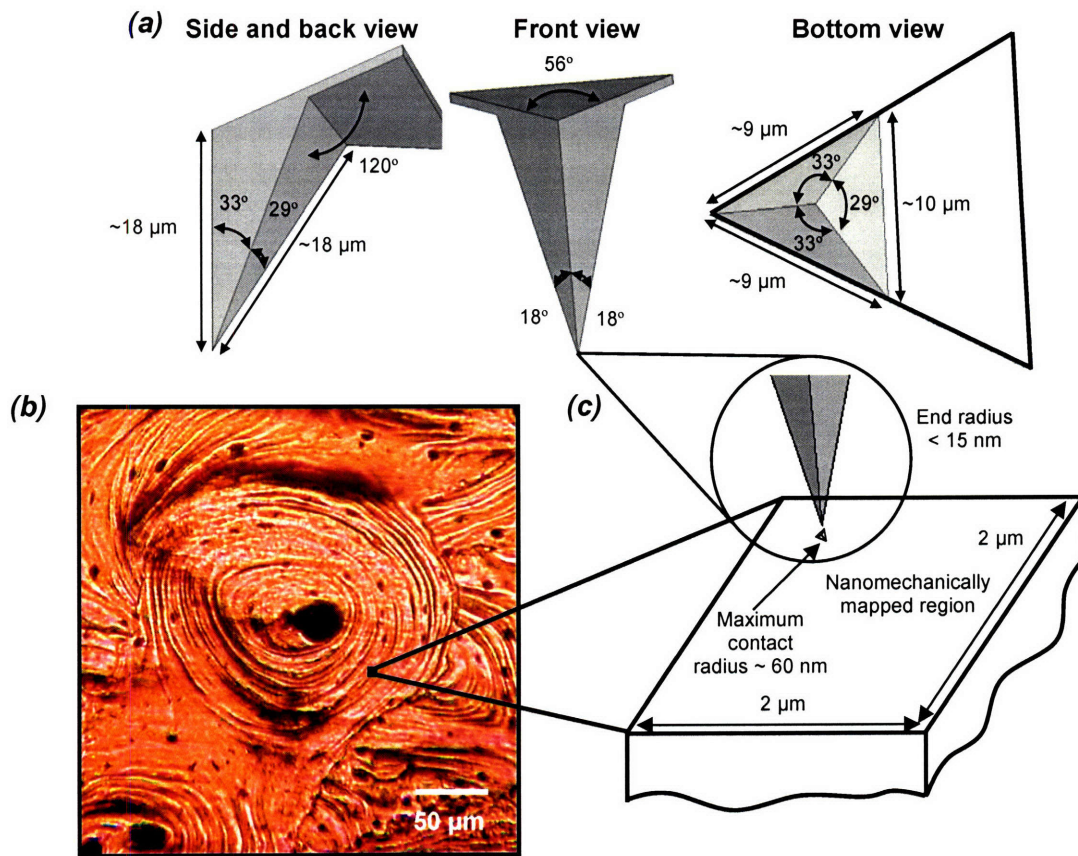 (a) Side and back view
33º
29º
120º
~18 µm
~18 µm
Front view
56º
18º
18º
Bottom view
~9 µm
33º
29º
33º
~10 µm
~9 µm
(b)
50 µm
(c)
End radius
< 15 nm
2 µm
Nanomechanically
mapped region
Maximum
contact
radius ~ 60 nm
2 µm